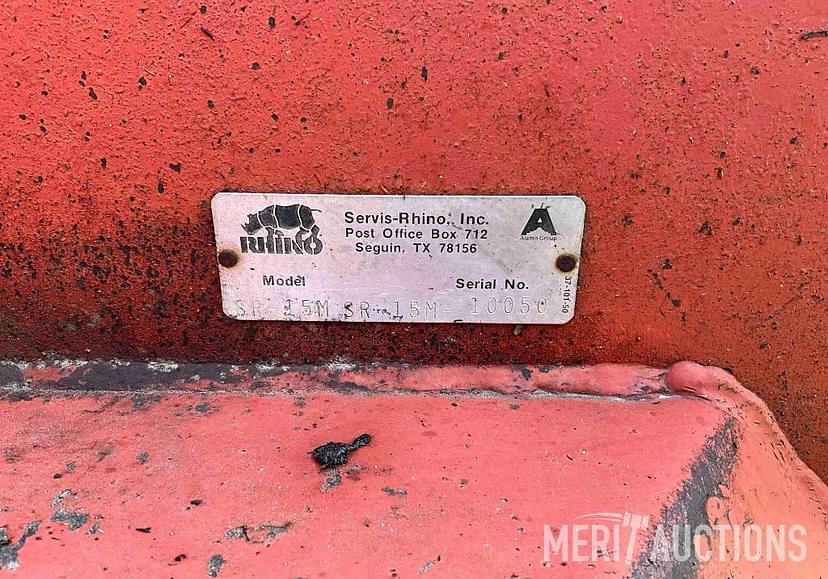 RHINO
Servis-Rhino, Inc.
Post Office Box 712
Seguin, TX 78156
Alamo Group
Model
Serial No.
SR 15M SR-15M-10050
37-101-50
MERIT AUCTIONS